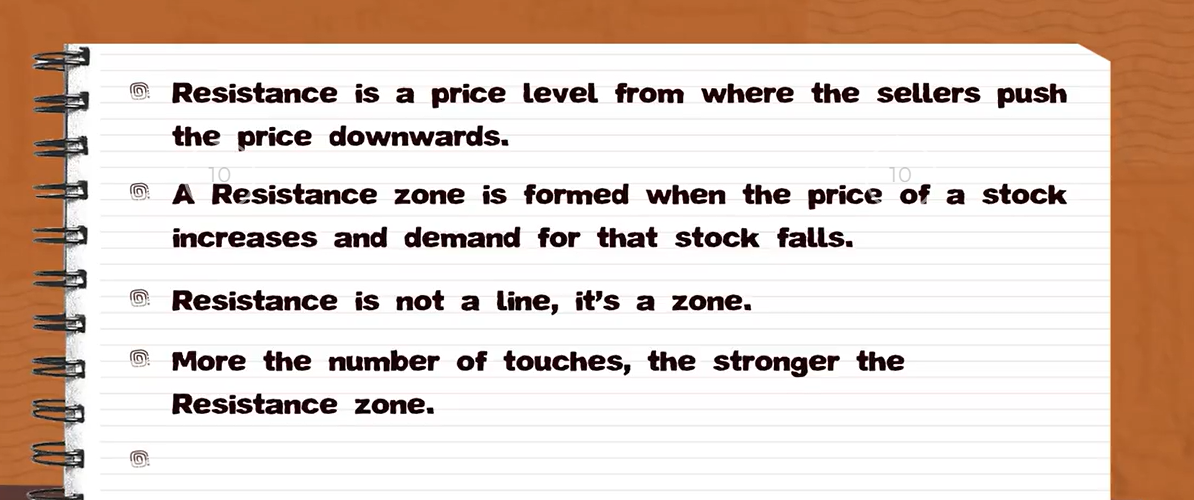 Resistance is a price level from where the sellers push
the price downwards.
10
10
A Resistance zone is formed when the price of a stock
increases and demand for that stock falls.
Resistance is not a line, it's a zone.
More the number of touches, the stronger the
Resistance zone.